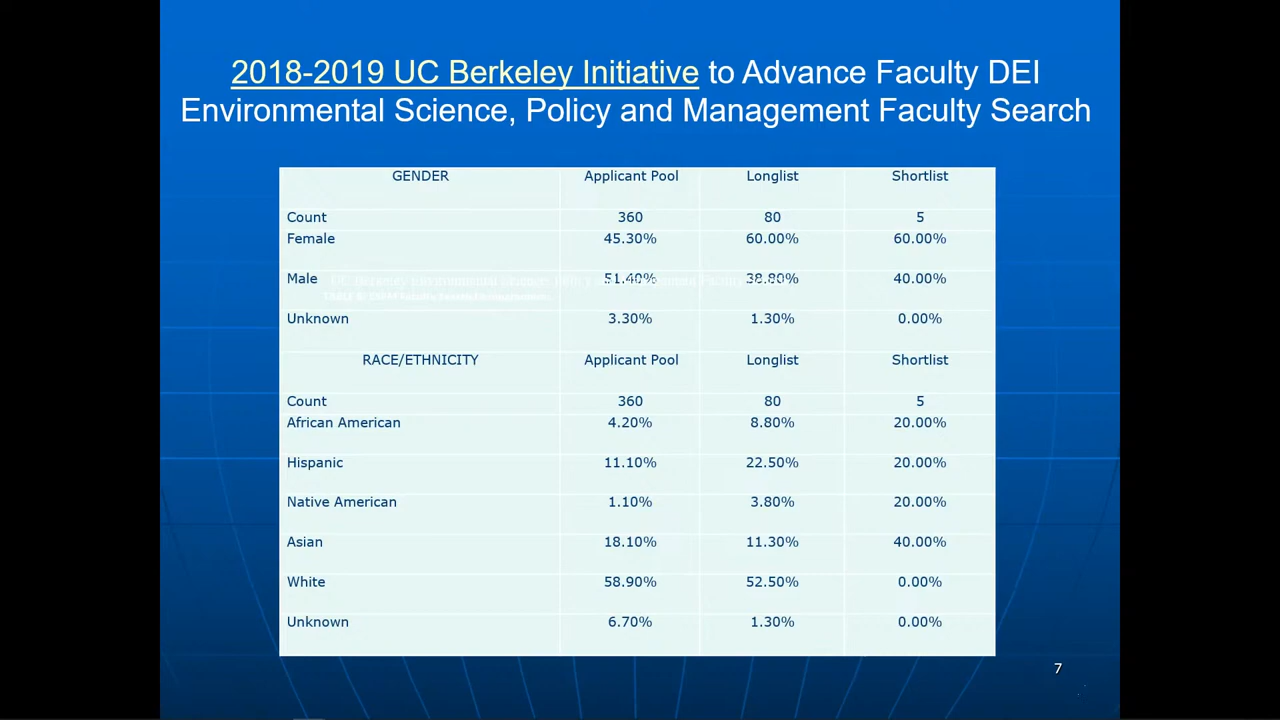 2018-2019 UC Berkeley Initiative to Advance Faculty DEI
Environmental Science, Policy and Management Faculty Search
GENDER Applicant Pool Longlist Shortlist
Count 360 80 5
Female 45.30% 60.00% 60.00%
Male 51.40% 38.80% 40.00%
Unknown 3.30% 1.30% 0.00%
RACE/ETHNICITY Applicant Pool Longlist Shortlist
Count 360 80 5
African American 4.20% 8.80% 20.00%
Hispanic 11.10% 22.50% 20.00%
Native American 1.10% 3.80% 20.00%
Asian 18.10% 11.30% 40.00%
White 58.90% 52.50% 0.00%
Unknown 6.70% 1.30% 0.00%
7